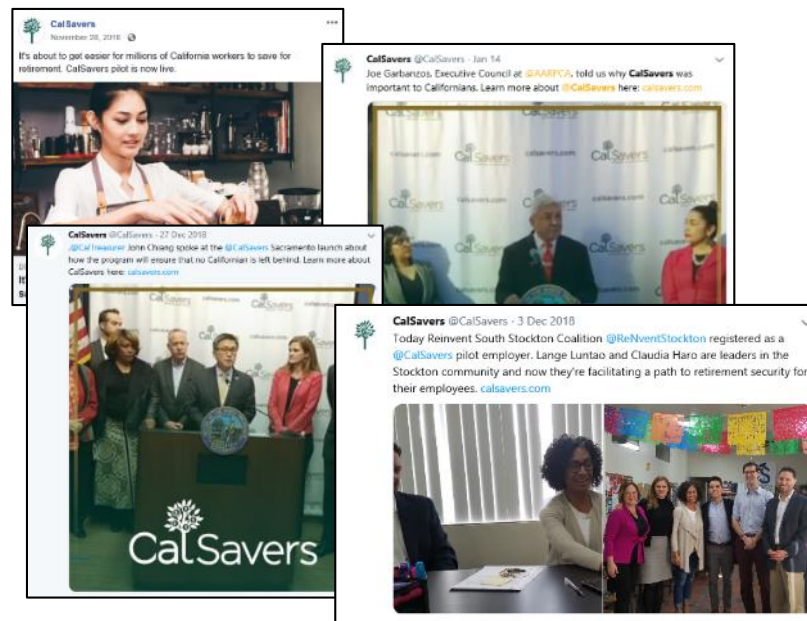 CalSavers
November 28, 2018
It's about to get easier for millions of California workers to save for
retirement. CalSavers pilot is now live.
CalSavers @CalSavers · Jan 14
Joe Garbanzos, Executive Council at @AARPCA, told us why CalSavers was
important to Californians. Learn more about @CalSavers here: calsavers.com
CalSavers
calsavers.com
CalSavers @CalSavers · 27 Dec 2018
.@CalTreasurer John Chiang spoke at the @CalSavers Sacramento launch about
how the program will ensure that no Californian is left behind. Learn more about
CalSavers here: calsavers.com
CalSavers
calsavers.com
CalSavers
CalSavers @CalSavers · 3 Dec 2018
Today Reinvent South Stockton Coalition @ReNventStockton registered as a
@CalSavers pilot employer. Lange Luntao and Claudia Haro are leaders in the
Stockton community and now they're facilitating a path to retirement security for
their employees. calsavers.com